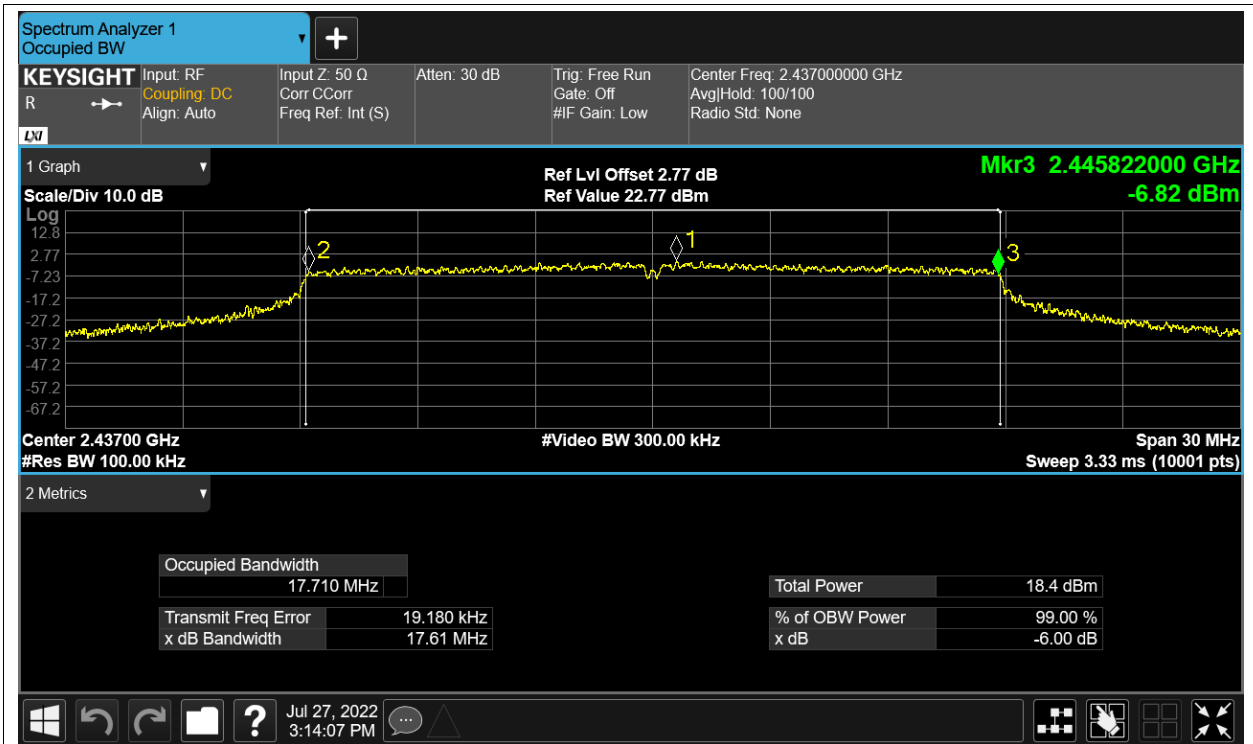 Spectrum Analyzer 1
Occupied BW
+
KEYSIGHT Input: RF Input Z: 50 Ω Atten: 30 dB Trig: Free Run Center Freq: 2.437000000 GHz
R Coupling: DC Corr CCorr Gate: Off Avg|Hold: 100/100
Align: Auto Freq Ref: Int (S) #IF Gain: Low Radio Std: None
LXI
1 Graph Ref Lvl Offset 2.77 dB Mkr3 2.445822000 GHz
Scale/Div 10.0 dB Ref Value 22.77 dBm -6.82 dBm
Log
12.8
2.77
-7.23
-17.2
-27.2
-37.2
-47.2
-57.2
-67.2
2
1
3
Center 2.43700 GHz #Video BW 300.00 kHz Span 30 MHz
#Res BW 100.00 kHz Sweep 3.33 ms (10001 pts)
2 Metrics
Occupied Bandwidth
17.710 MHz Total Power 18.4 dBm
Transmit Freq Error 19.180 kHz % of OBW Power 99.00 %
x dB Bandwidth 17.61 MHz x dB -6.00 dB
? Jul 27, 2022
3:14:07 PM